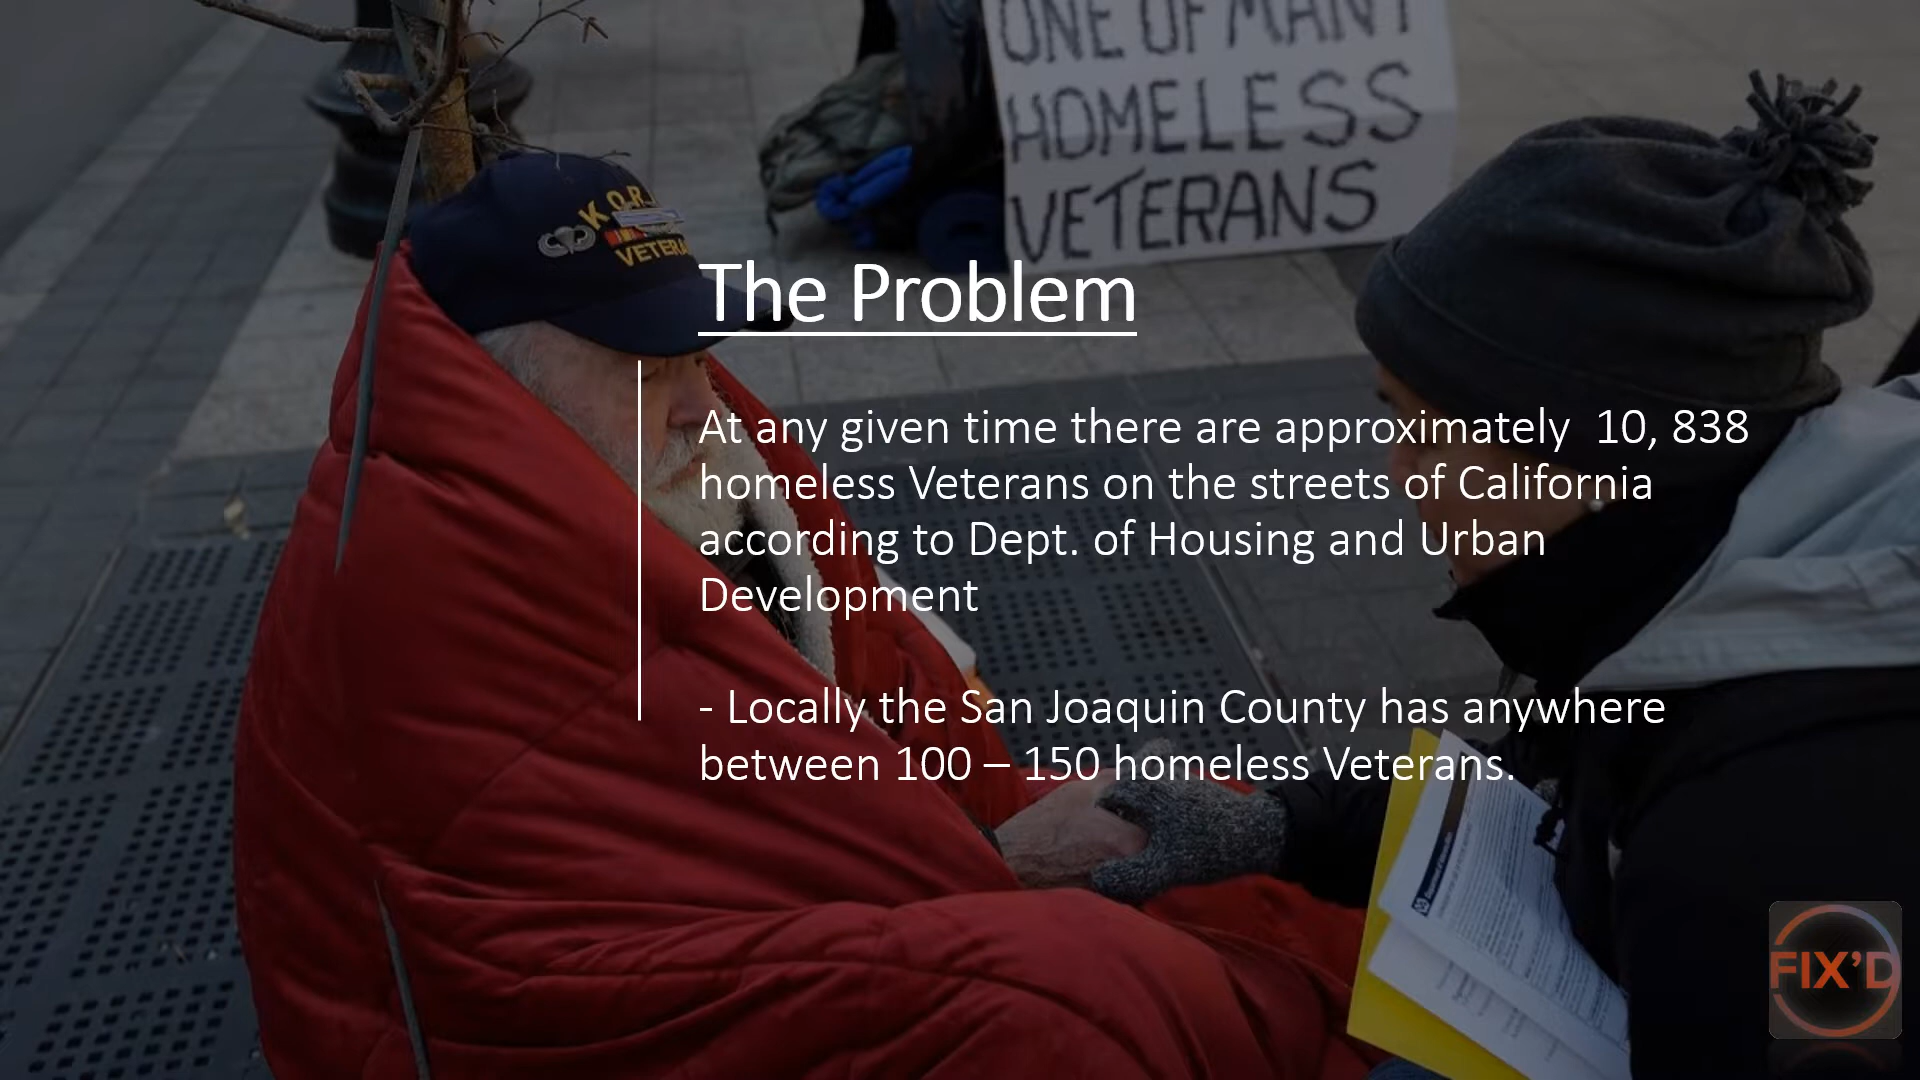 ONE OF MANY
HOMELESS
VETERANS
KOR
VETERA
The Problem
At any given time there are approximately  10, 838
homeless Veterans on the streets of California
according to Dept. of Housing and Urban
Development
- Locally the San Joaquin County has anywhere
between 100 – 150 homeless Veterans.
FIX'D